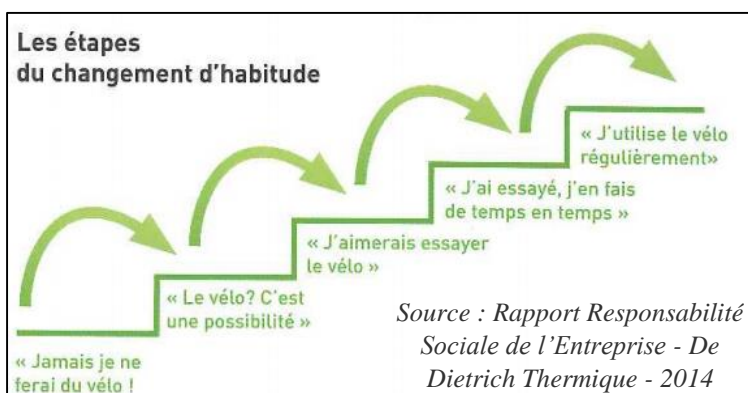 Les étapes
du changement d'habitude
« Jamais je ne
ferai du vélo !
« Le vélo? C'est
une possibilité »
« J'aimerais essayer
le vélo »
« J'ai essayé, j'en fais
de temps en temps »
« J'utilise le vélo
régulièrement»
Source : Rapport Responsabilité
Sociale de l'Entreprise - De
Dietrich Thermique - 2014